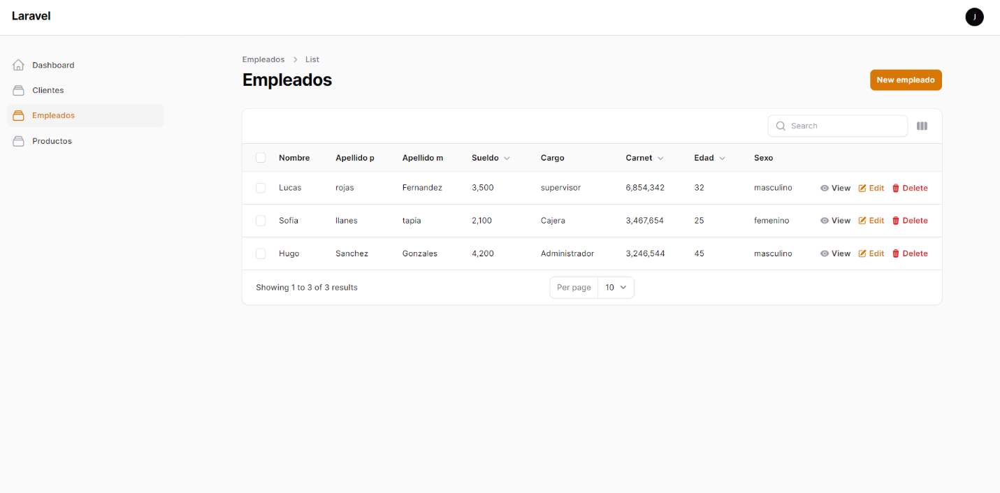 Laravel
J
Dashboard
Clientes
Empleados
Productos
Empleados > List
Empleados
New empleado
Search
Nombre Apellido p Apellido m Sueldo Cargo Carnet Edad Sexo
Lucas rojas Fernandez 3,500 supervisor 6,854,342 32 masculino View Edit Delete
Sofia llanes tapia 2,100 Cajera 3,467,654 25 femenino View Edit Delete
Hugo Sanchez Gonzales 4,200 Administrador 3,246,544 45 masculino View Edit Delete
Showing 1 to 3 of 3 results Per page 10